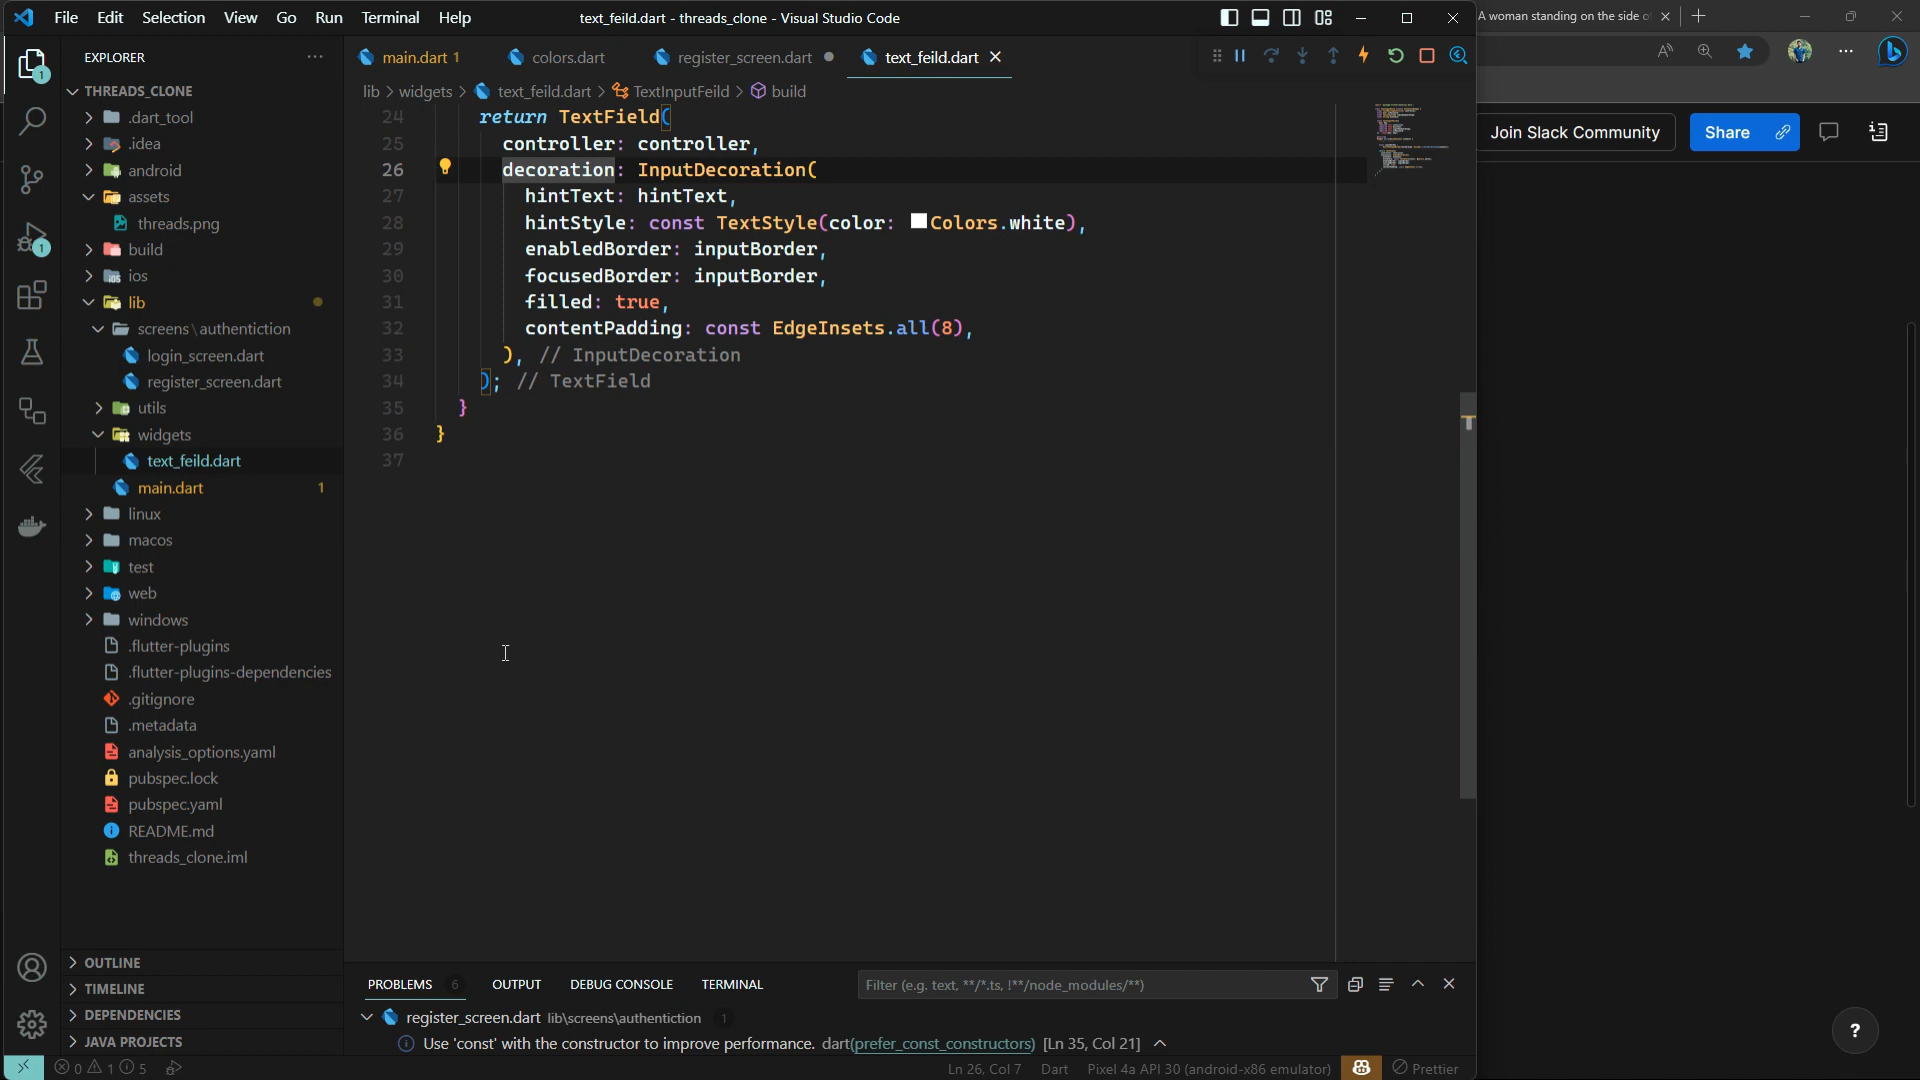 File Edit Selection View Go Run Terminal Help
text_feild.dart - threads_clone - Visual Studio Code
A woman standing on the side o
EXPLORER
main.dart 1
colors.dart
register_screen.dart
text_feild.dart
THREADS_CLONE
lib > widgets > text_feild.dart > TextInputFeild > build
.dart_tool
.idea
android
assets
threads.png
build
ios
lib
screens \ authentiction
login_screen.dart
register_screen.dart
utils
widgets
text_feild.dart
main.dart 1
linux
macos
test
web
windows
.flutter-plugins
.flutter-plugins-dependencies
.gitignore
.metadata
analysis_options.yaml
pubspec.lock
pubspec.yaml
README.md
threads_clone.iml
OUTLINE
TIMELINE
DEPENDENCIES
JAVA PROJECTS
24 return TextField(
25 controller: controller,
26 decoration: InputDecoration(
27 hintText: hintText,
28 hintStyle: const TextStyle(color: Colors.white),
29 enabledBorder: inputBorder,
30 focusedBorder: inputBorder,
31 filled: true,
32 contentPadding: const EdgeInsets.all(8),
33 ), // InputDecoration
34 ); // TextField
35 }
36 }
37
Join Slack Community
Share
PROBLEMS 6 OUTPUT DEBUG CONSOLE TERMINAL
Filter (e.g. text, **/*.ts, !**/node_modules/**)
register_screen.dart lib\screens\authentiction 1
Use 'const' with the constructor to improve performance. dart(prefer_const_constructors) [Ln 35, Col 21]
0 1 5
Ln 26, Col 7 Dart Pixel 4a API 30 (android-x86 emulator) Prettier
?